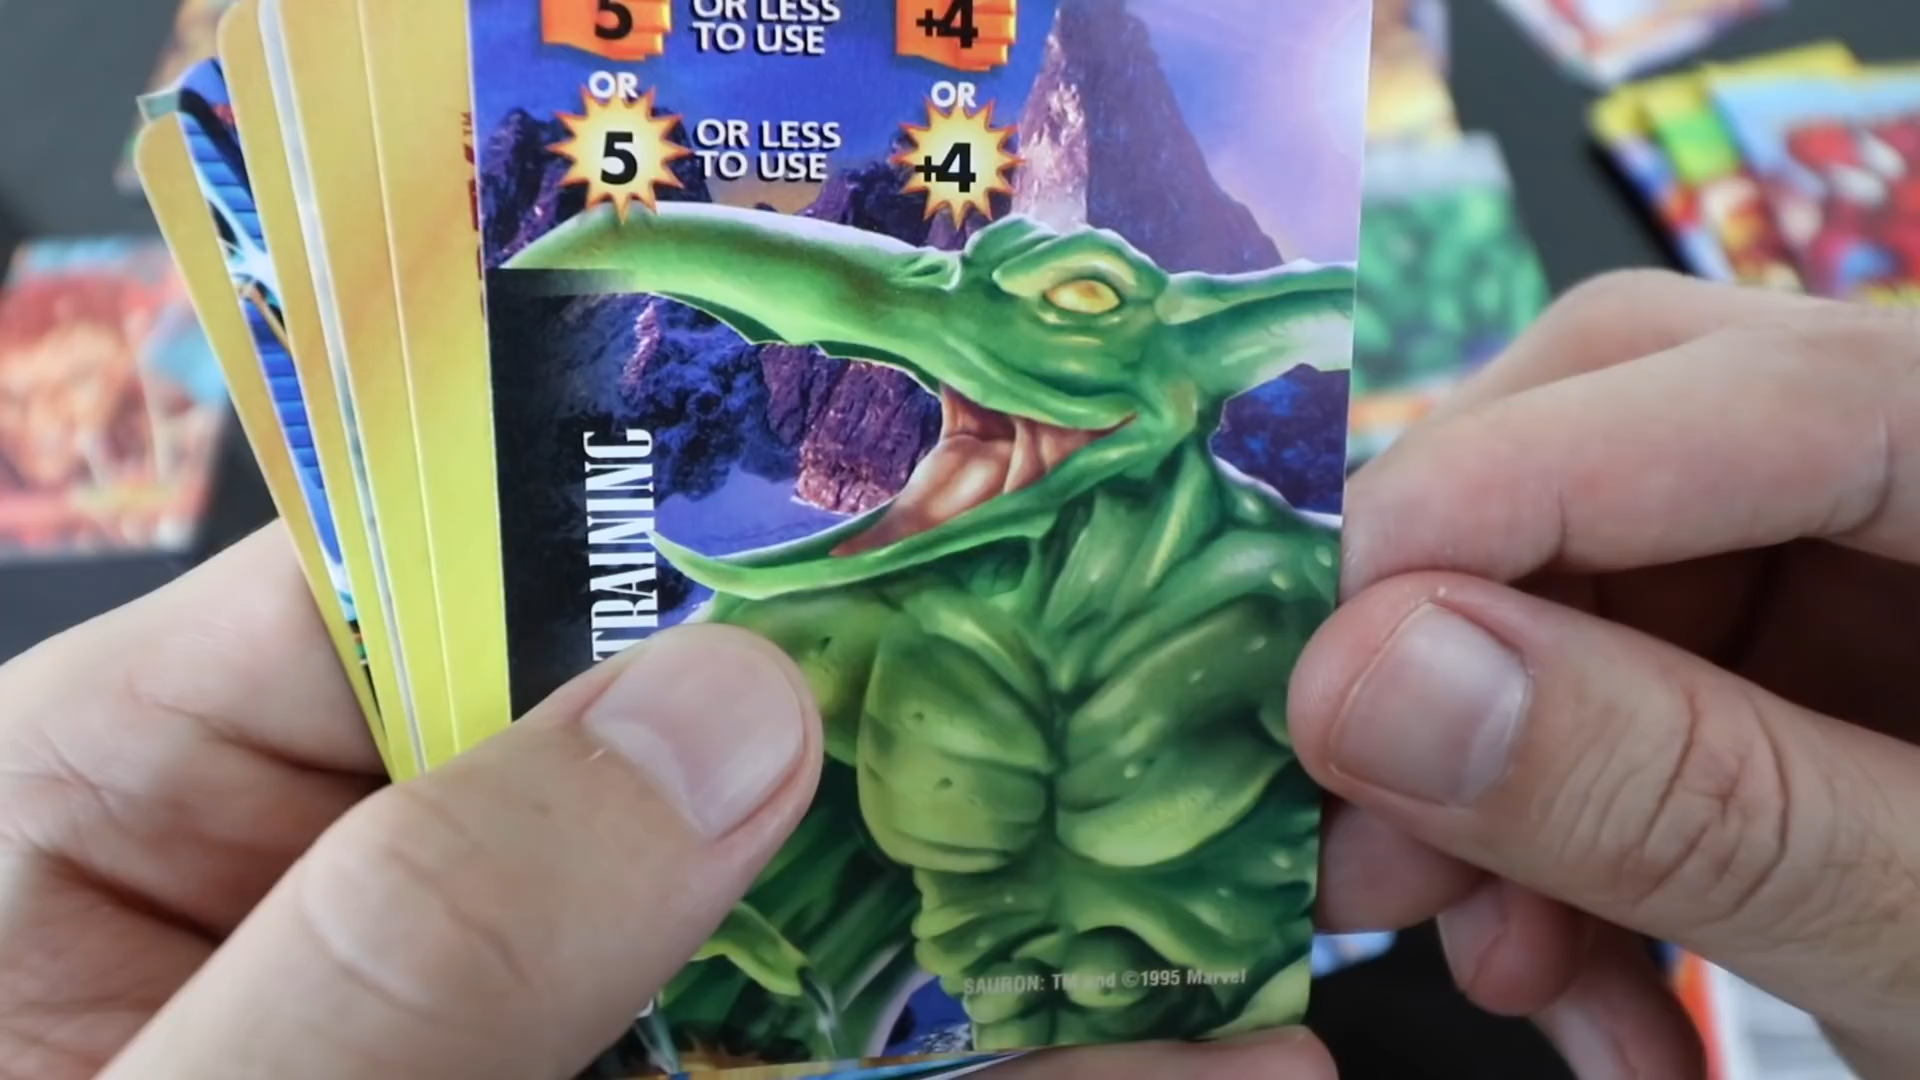 5 OR LESS TO USE +4
OR OR
5 OR LESS TO USE +4
TRAINING
SAURON: TM and ©1995 Marvel